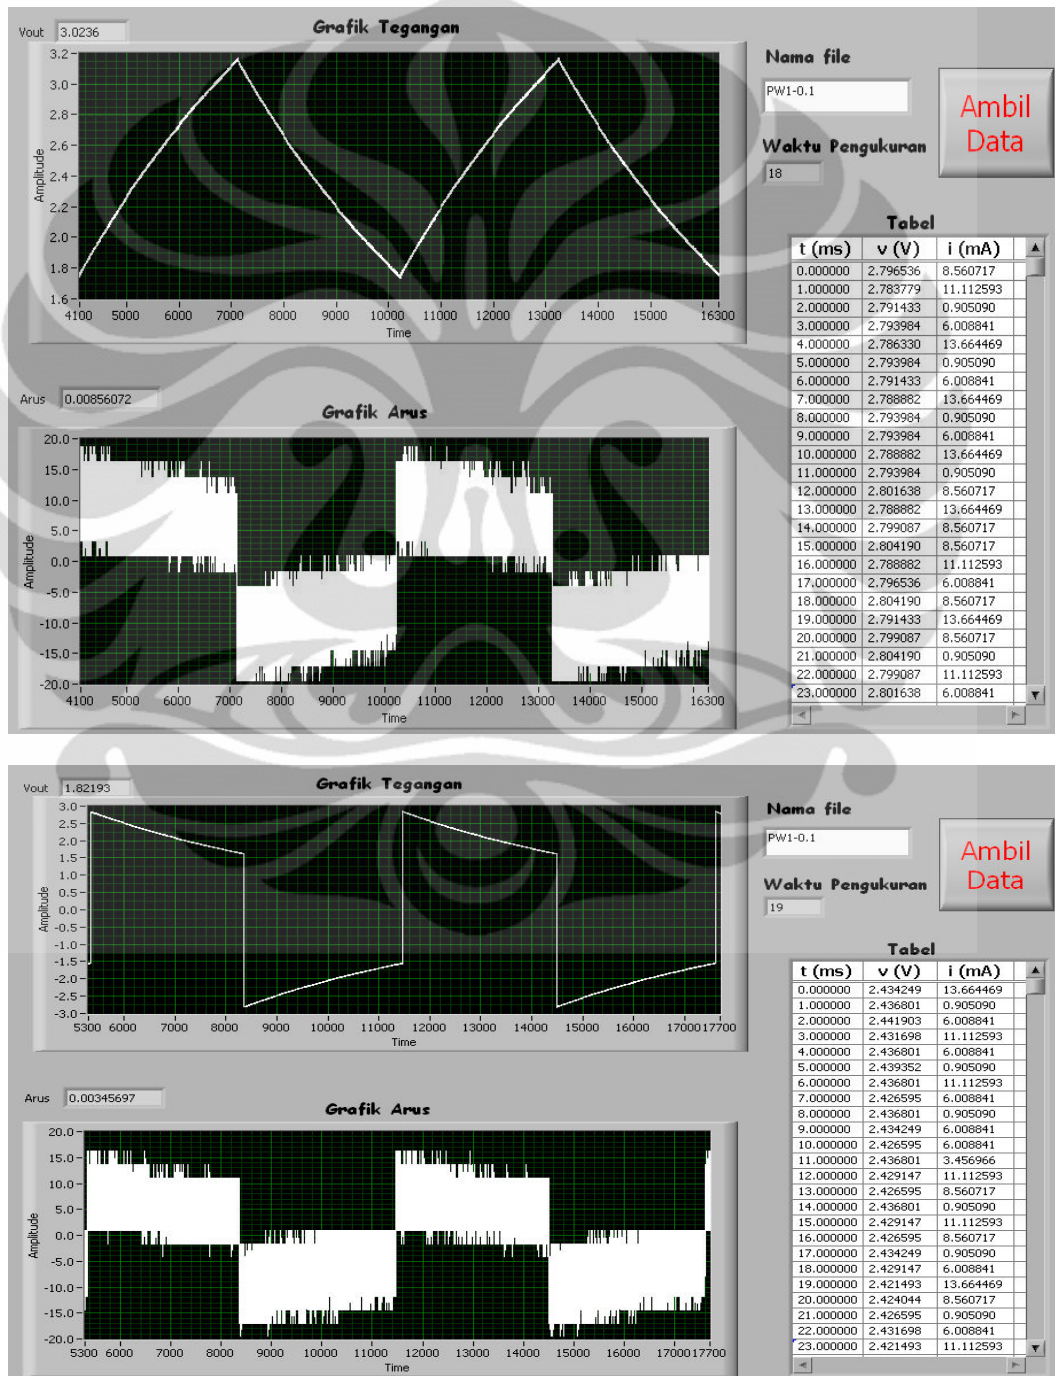 Vout 3.0236
Grafik Tegangan
3.2
3.0
2.8
2.6
2.4
2.2
2.0
1.8
1.6
Amplitude
4100 5000 6000 7000 8000 9000 10000 11000 12000 13000 14000 15000 16300
Time
Nama file
PW1-0.1
Waktu Pengukuran
18
Ambil
Data
Arus 0.00856072
Grafik Arus
20.0
15.0
10.0
5.0
0.0
-5.0
-10.0
-15.0
-20.0
Amplitude
4100 5000 6000 7000 8000 9000 10000 11000 12000 13000 14000 15000 16300
Time
Tabel
t (ms) v (V) i (mA)
0.000000 2.796536 8.560717
1.000000 2.783779 11.112593
2.000000 2.791433 0.905090
3.000000 2.793984 6.008841
4.000000 2.786330 13.664469
5.000000 2.793984 0.905090
6.000000 2.791433 6.008841
7.000000 2.788882 13.664469
8.000000 2.793984 0.905090
9.000000 2.793984 6.008841
10.000000 2.788882 13.664469
11.000000 2.793984 0.905090
12.000000 2.801638 8.560717
13.000000 2.788882 13.664469
14.000000 2.799087 8.560717
15.000000 2.804190 8.560717
16.000000 2.788882 11.112593
17.000000 2.796536 6.008841
18.000000 2.804190 8.560717
19.000000 2.791433 13.664469
20.000000 2.799087 8.560717
21.000000 2.804190 0.905090
22.000000 2.799087 11.112593
23.000000 2.801638 6.008841
Vout 1.82193
Grafik Tegangan
3.0
2.5
2.0
1.5
1.0
0.5
0.0
-0.5
-1.0
-1.5
-2.0
-2.5
-3.0
Amplitude
5300 6000 7000 8000 9000 10000 11000 12000 13000 14000 15000 16000 17000 17700
Time
Nama file
PW1-0.1
Waktu Pengukuran
19
Ambil
Data
Arus 0.00345697
Grafik Arus
20.0
15.0
10.0
5.0
0.0
-5.0
-10.0
-15.0
-20.0
Amplitude
5300 6000 7000 8000 9000 10000 11000 12000 13000 14000 15000 16000 17000 17700
Time
Tabel
t (ms) v (V) i (mA)
0.000000 2.434249 13.664469
1.000000 2.436801 0.905090
2.000000 2.441903 6.008841
3.000000 2.431698 11.112593
4.000000 2.436801 6.008841
5.000000 2.439352 0.905090
6.000000 2.436801 11.112593
7.000000 2.426595 6.008841
8.000000 2.436801 0.905090
9.000000 2.434249 6.008841
10.000000 2.426595 6.008841
11.000000 2.436801 3.456966
12.000000 2.429147 11.112593
13.000000 2.426595 8.560717
14.000000 2.436801 0.905090
15.000000 2.429147 11.112593
16.000000 2.426595 8.560717
17.000000 2.434249 0.905090
18.000000 2.429147 6.008841
19.000000 2.421493 13.664469
20.000000 2.424044 8.560717
21.000000 2.426595 0.905090
22.000000 2.431698 6.008841
23.000000 2.421493 11.112593